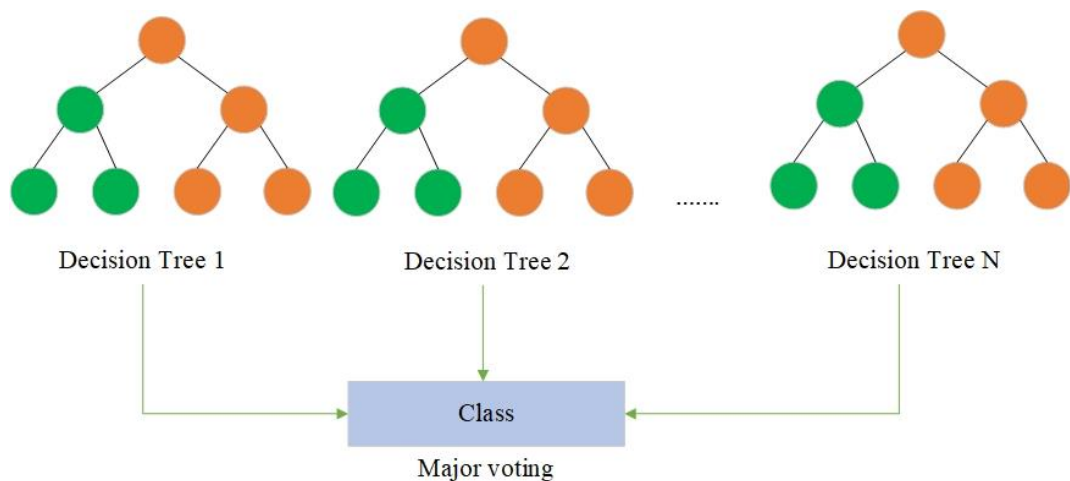 .......
Decision Tree 1
Decision Tree 2
Decision Tree N
Class
Major voting